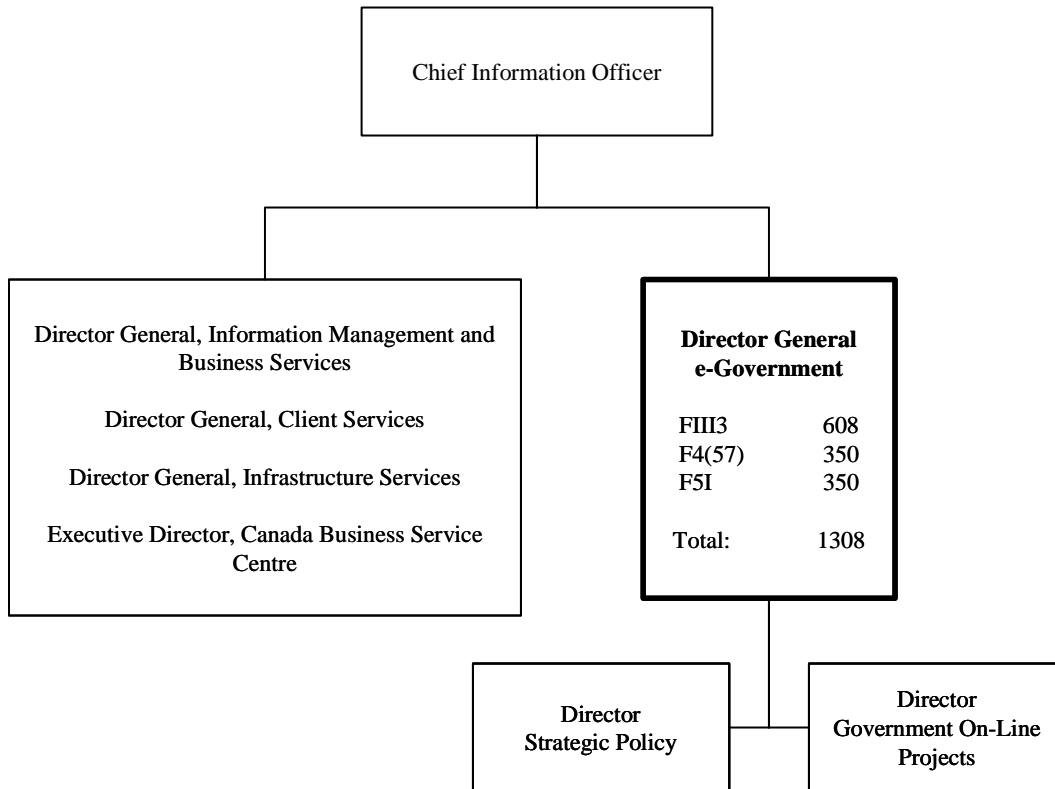 Chief Information Officer
Director General, Information Management and
Business Services
Director General, Client Services
Director General, Infrastructure Services
Executive Director, Canada Business Service
Centre
Director General
e-Government
FIII3 608
F4(57) 350
F5I 350
Total: 1308
Director
Strategic Policy
Director
Government On-Line
Projects